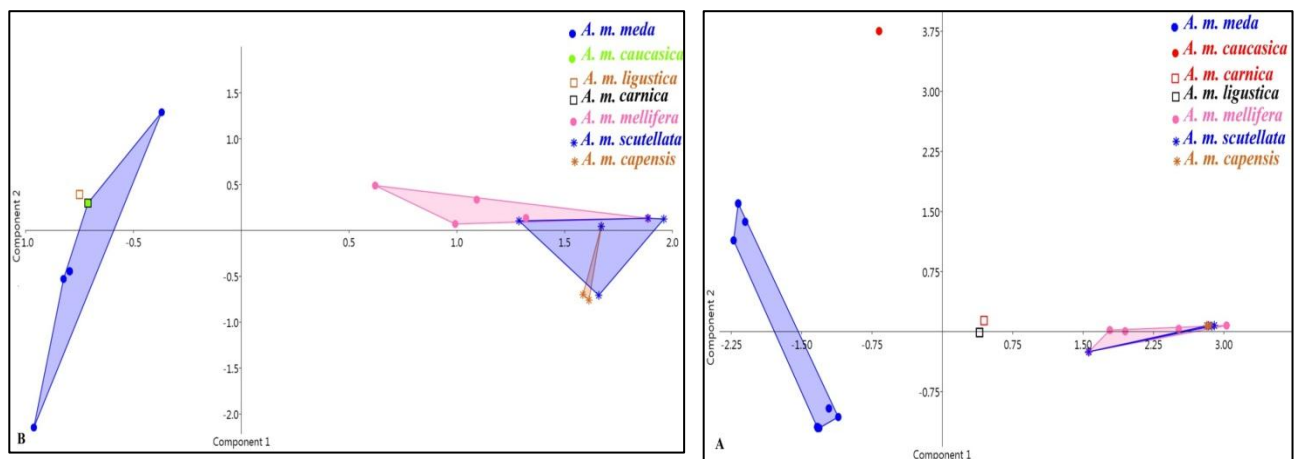 A. m. meda
A. m. caucasica
A. m. ligustica
A. m. carnica
A. m. mellifera
A. m. scutellata
A. m. capensis
Component 2
1.5
1.0
0.5
1.0
-0.5
0.5
1.0
1.5
2.0
-0.5
-1.0
-1.5
-2.0
B
Component 1
A. m. meda
A. m. caucasica
A. m. carnica
A. m. ligustica
A. m. mellifera
A. m. scutellata
A. m. capensis
Component 2
3.75
3.00
2.25
1.50
0.75
-2.25
-1.50
-0.75
0.75
1.50
2.25
3.00
-0.75
A
Component 1